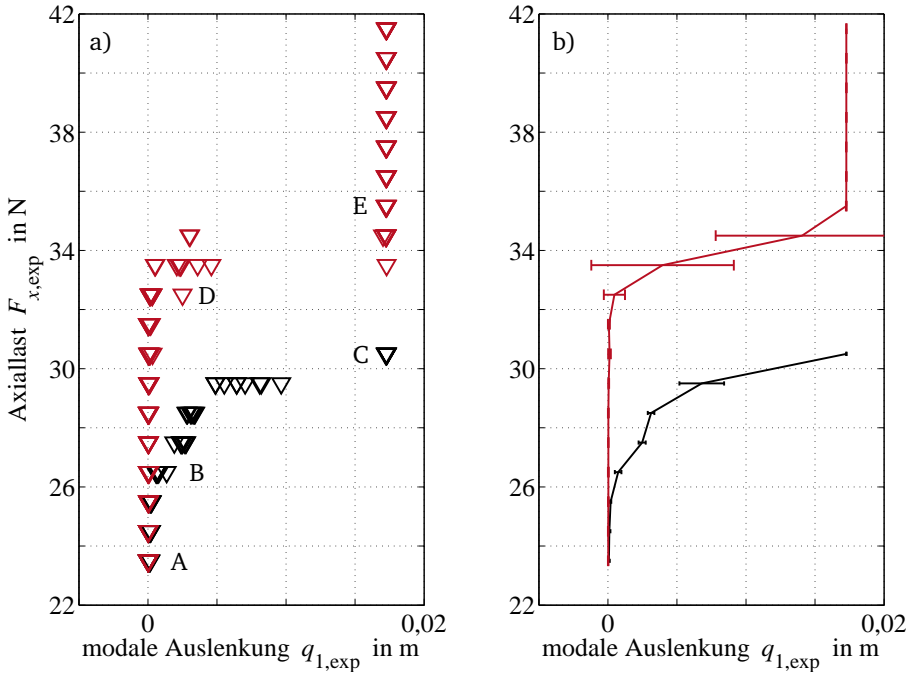 42
38
34
30
26
22
Axiallast F_x,exp in N
a)
E
D
C
B
A
0
0,02
modale Auslenkung q_1,exp in m
42
38
34
30
26
22
b)
0
0,02
modale Auslenkung q_1,exp in m